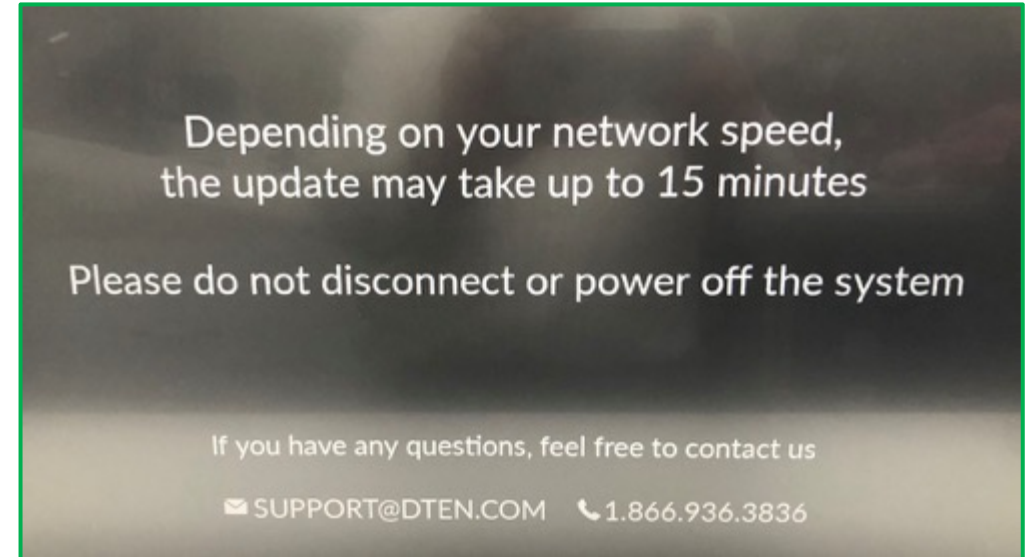 Depending on your network speed,
the update may take up to 15 minutes
Please do not disconnect or power off the system
If you have any questions, feel free to contact us
SUPPORT@DTEN.COM 1.866.936.3836